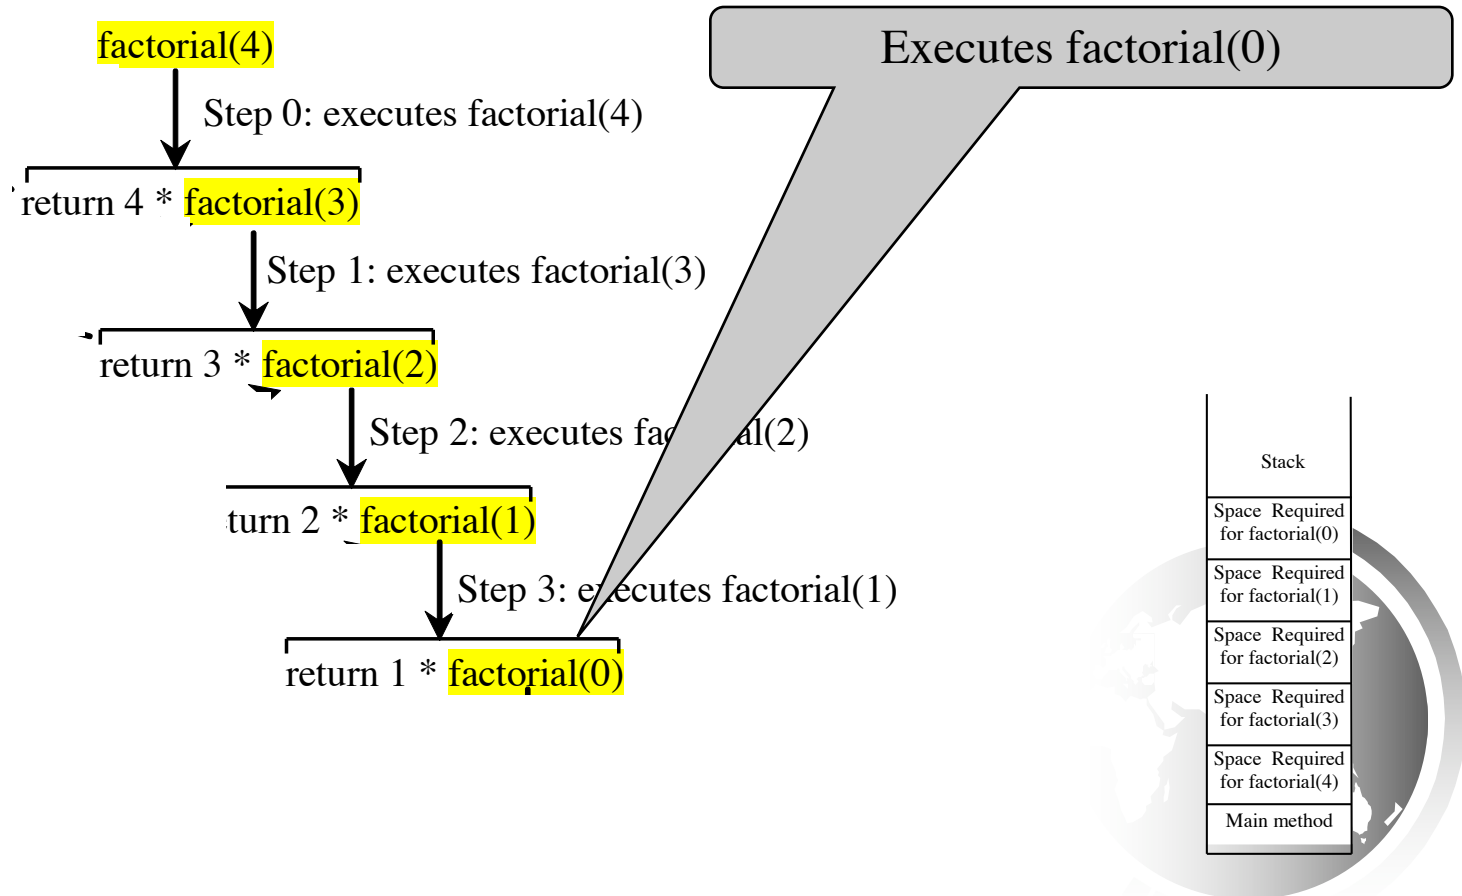 factorial(4)
Executes factorial(0)
Step 0: executes factorial(4)
return 4 * factorial(3)
Step 1: executes factorial(3)
return 3 * factorial(2)
Step 2: executes fac al(2)
turn 2 * factorial(1)
Step 3: executes factorial(1)
return 1 * factorial(0)
Stack
Space Required
for factorial(0)
Space Required
for factorial(1)
Space Required
for factorial(2)
Space Required
for factorial(3)
Space Required
for factorial(4)
Main method